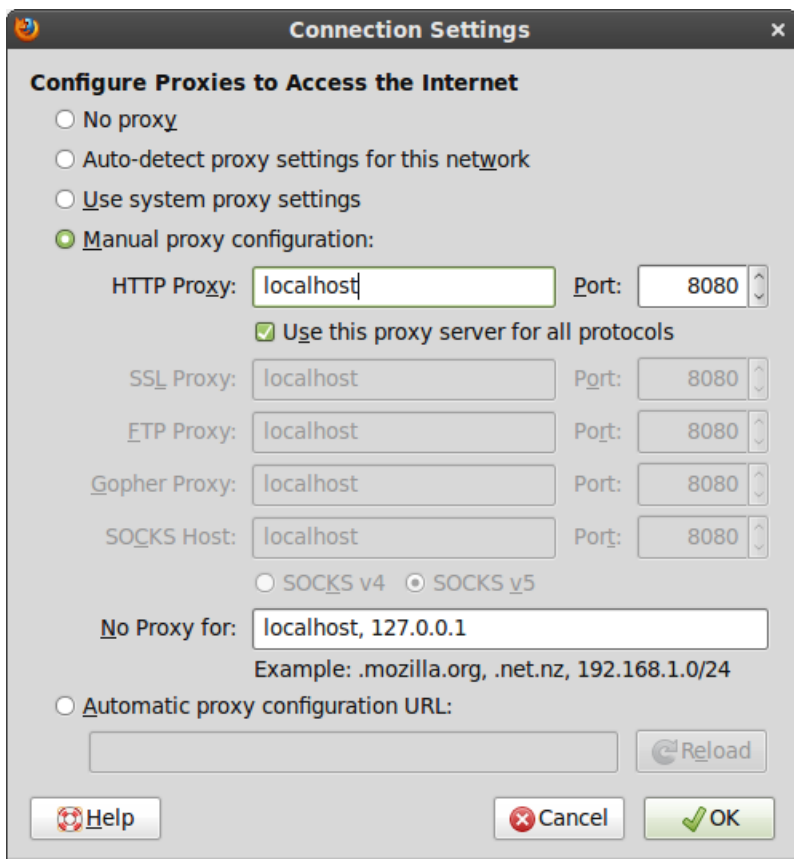 Connection Settings
Configure Proxies to Access the Internet
No proxy
Auto-detect proxy settings for this network
Use system proxy settings
Manual proxy configuration:
HTTP Proxy: localhost Port: 8080
Use this proxy server for all protocols
SSL Proxy: localhost Port: 8080
FTP Proxy: localhost Port: 8080
Gopher Proxy: localhost Port: 8080
SOCKS Host: localhost Port: 8080
SOCKS v4 SOCKS v5
No Proxy for: localhost, 127.0.0.1
Example: .mozilla.org, .net.nz, 192.168.1.0/24
Automatic proxy configuration URL:
Reload
Help Cancel OK